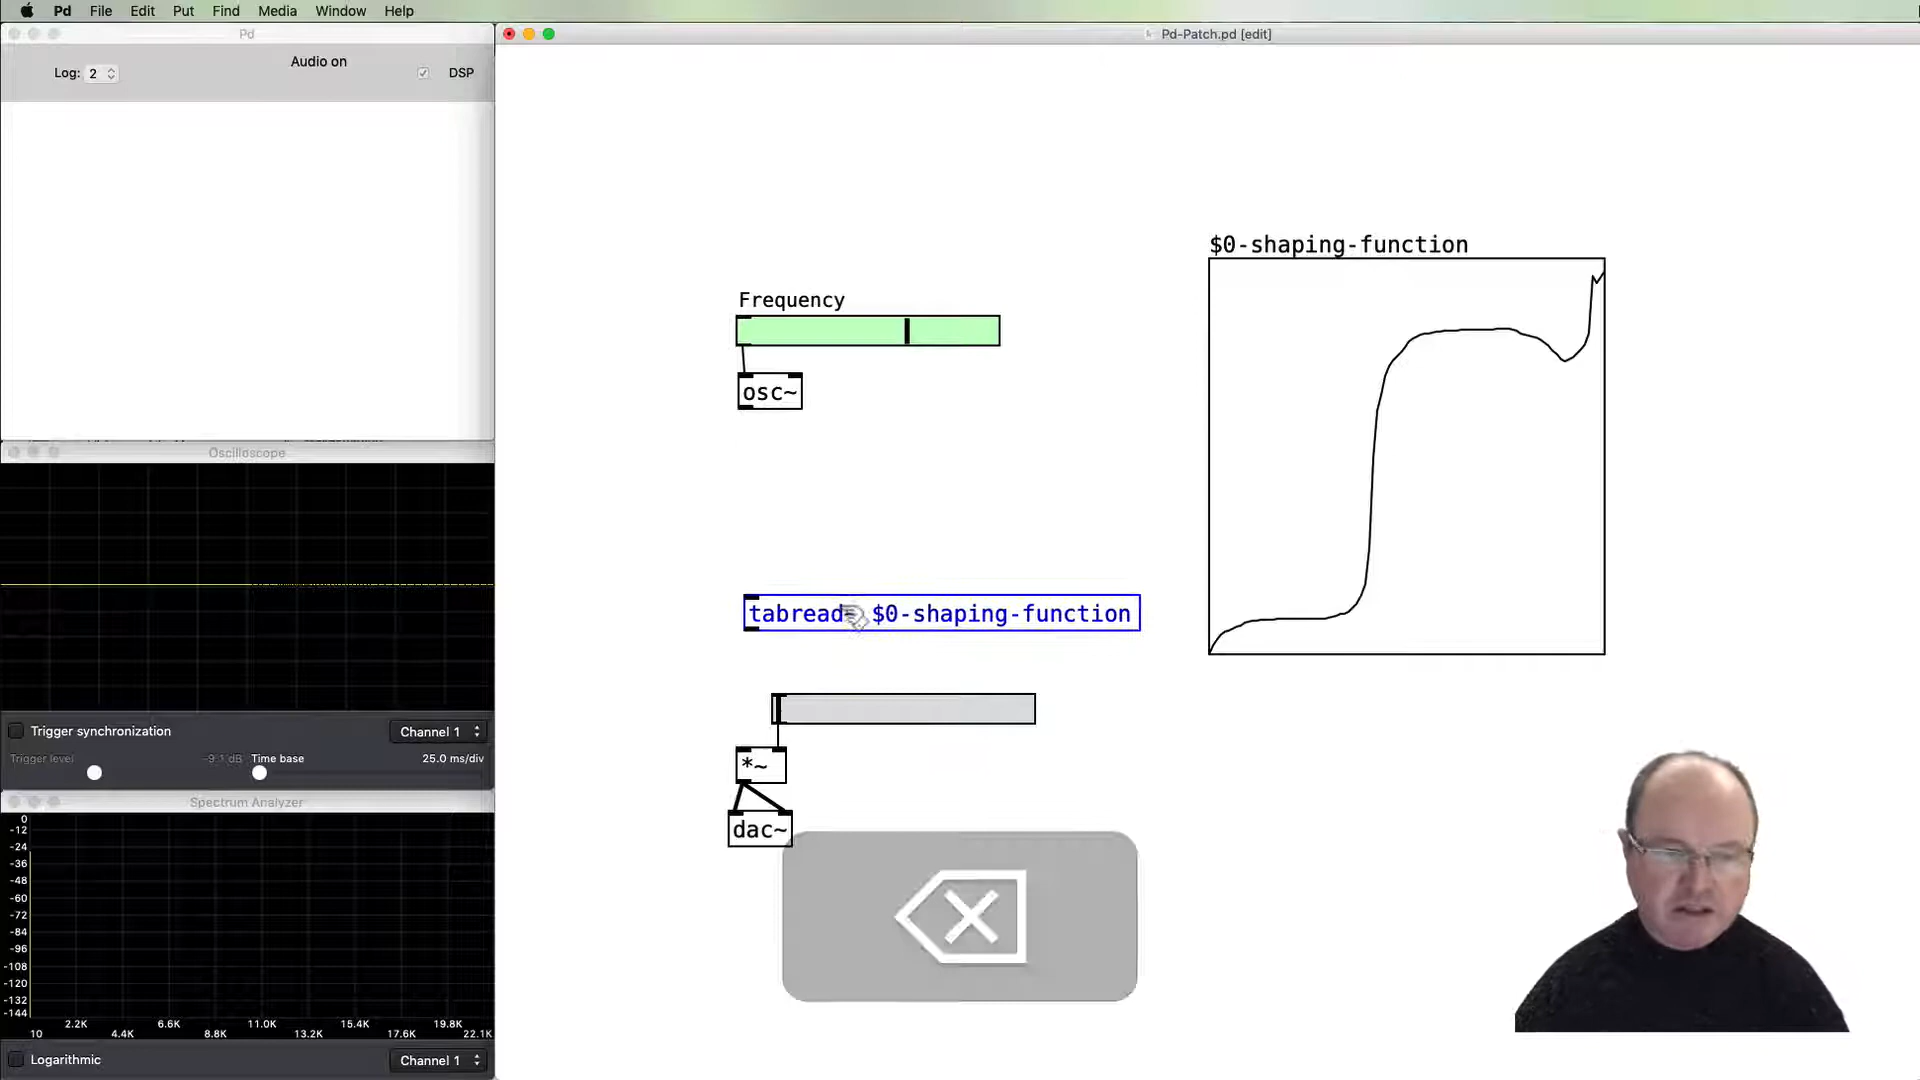 Pd File Edit Put Find Media Window Help
Pd
Log: 2
Audio on
DSP
Oscilloscope
Trigger synchronization
Channel 1
Trigger level
-9.1 dB
Time base
25.0 ms/div
Spectrum Analyzer
0
-12
-24
-36
-48
-60
-72
-84
-96
-108
-120
-132
-144
2.2K 6.6K 11.0K 15.4K 19.8K
10 4.4K 8.8K 13.2K 17.6K 22.1K
Logarithmic
Channel 1
Pd-Patch.pd [edit]
Frequency
osc~
tabread $0-shaping-function
*~
dac~
$0-shaping-function